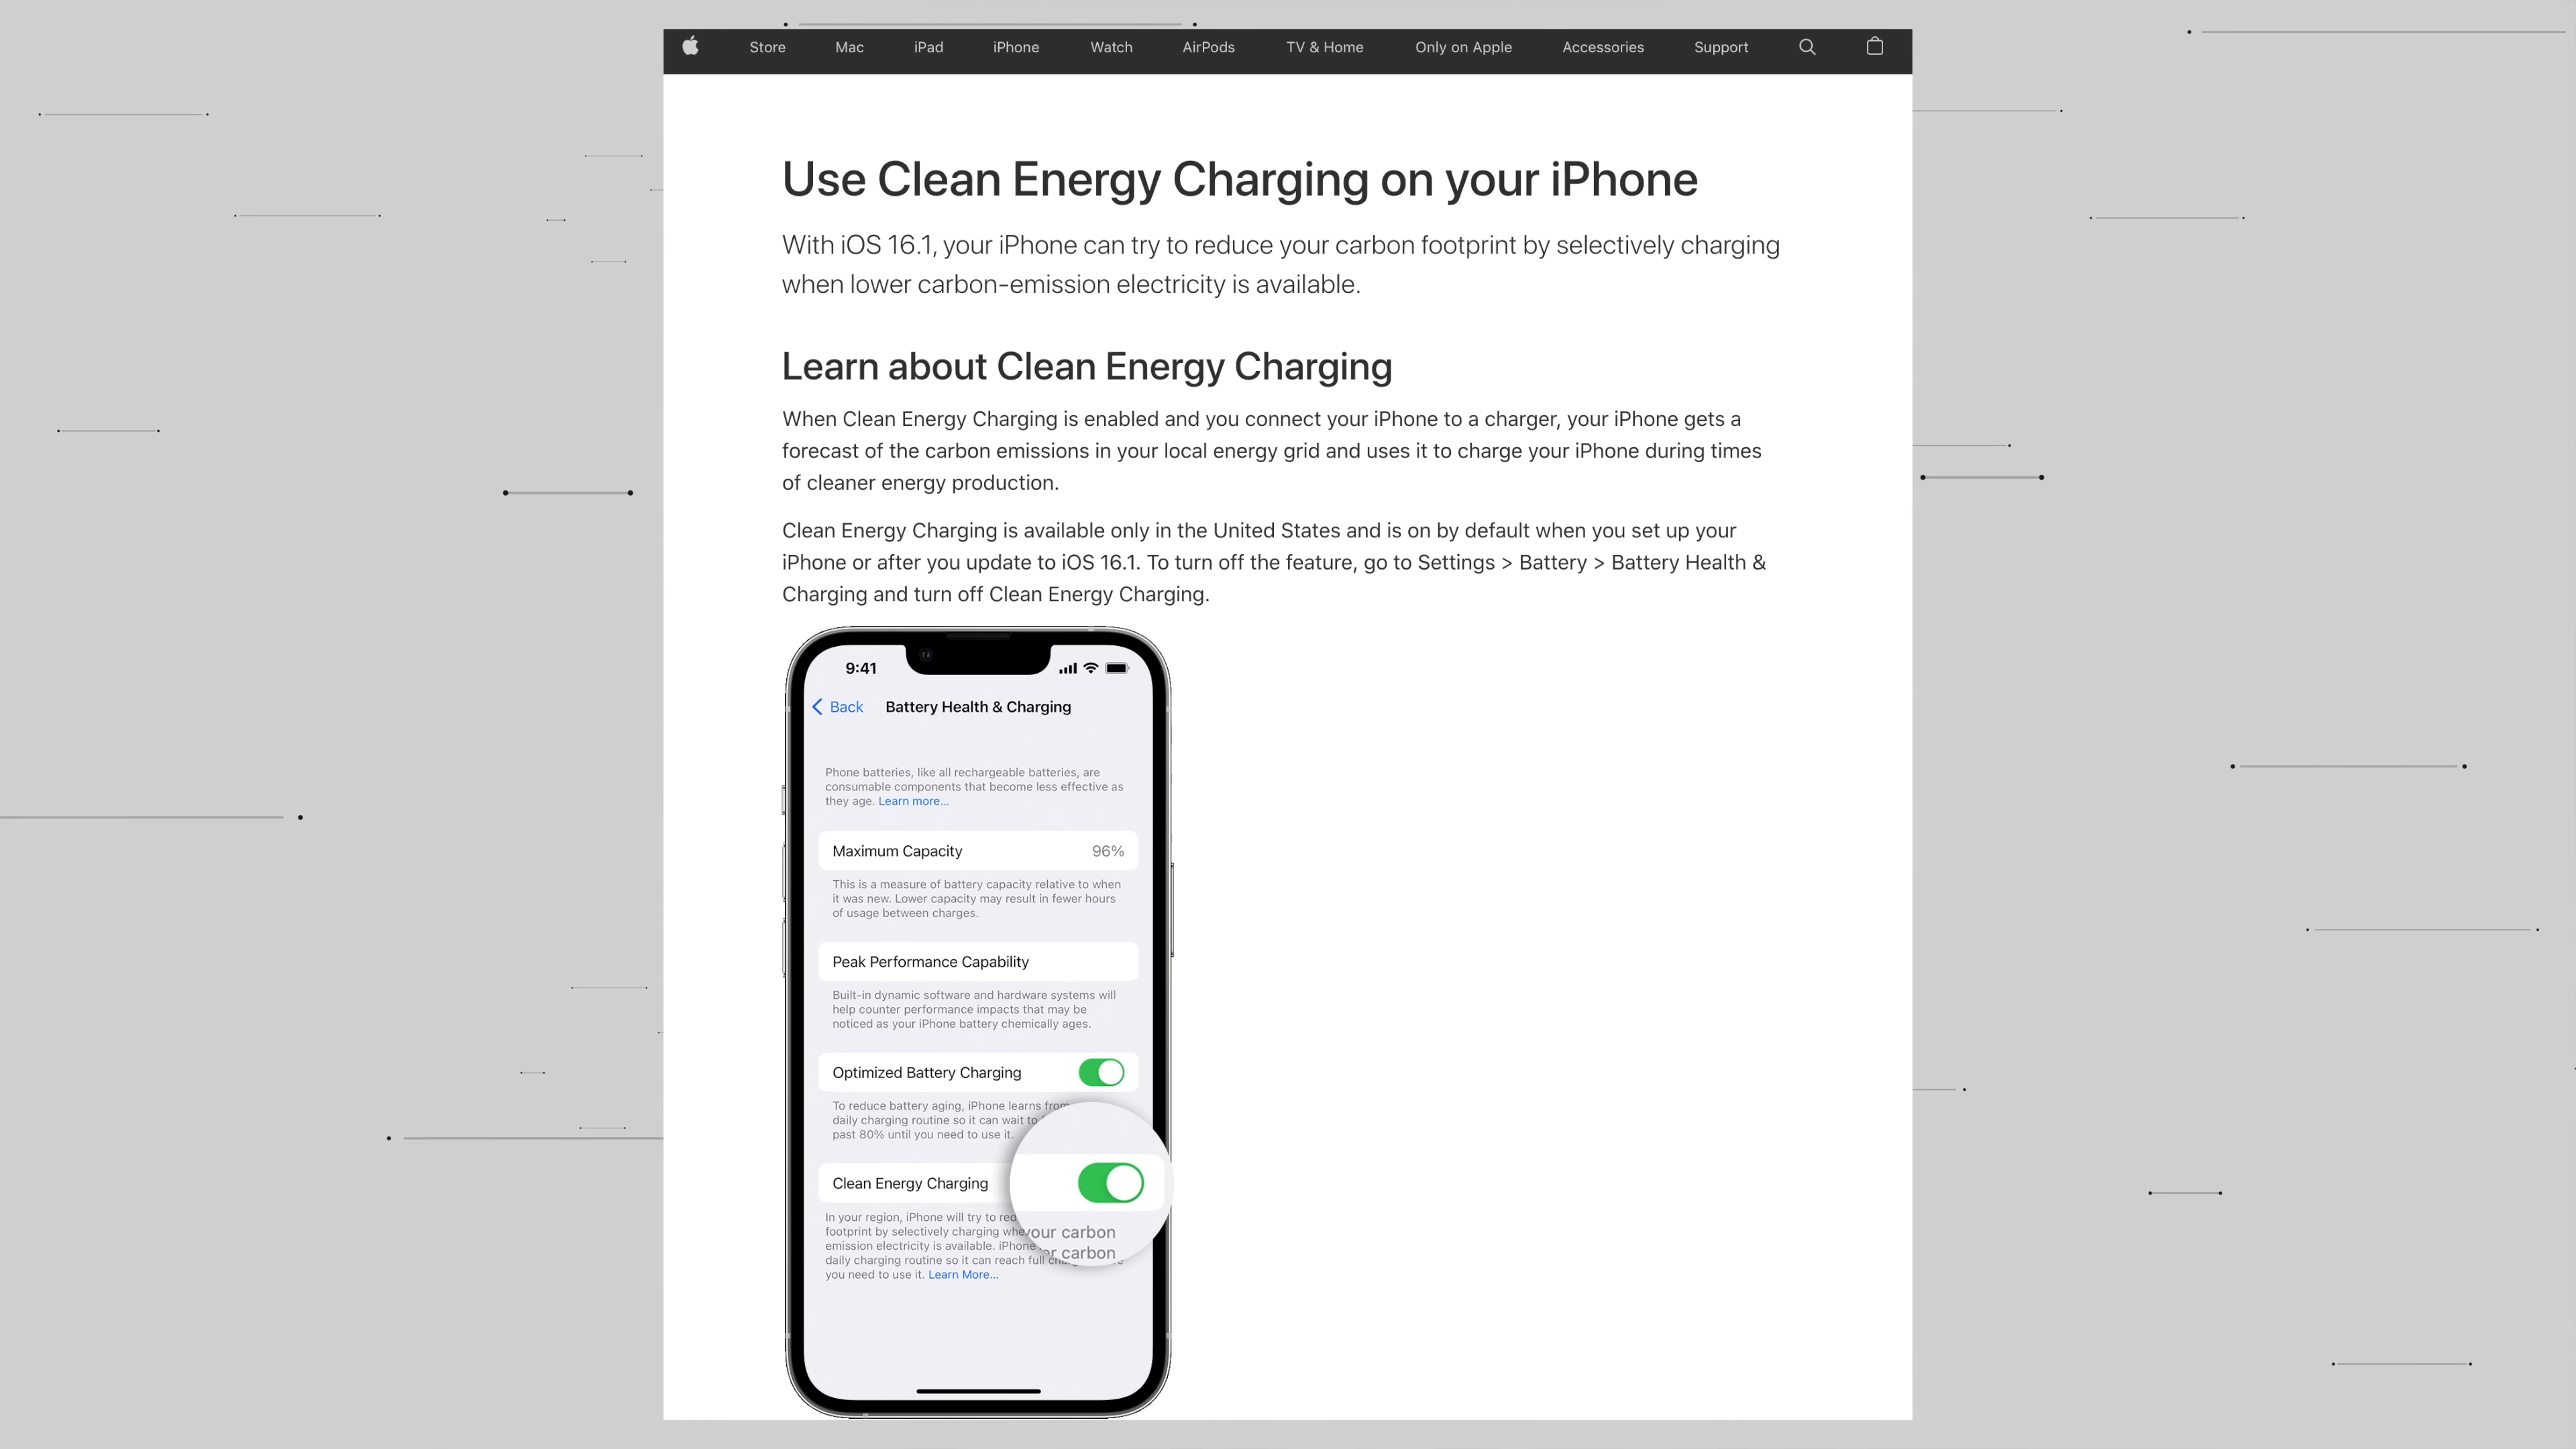 Store Mac iPad iPhone Watch AirPods TV & Home Only on Apple Accessories Support
Use Clean Energy Charging on your iPhone
With iOS 16.1, your iPhone can try to reduce your carbon footprint by selectively charging
when lower carbon-emission electricity is available.
Learn about Clean Energy Charging
When Clean Energy Charging is enabled and you connect your iPhone to a charger, your iPhone gets a
forecast of the carbon emissions in your local energy grid and uses it to charge your iPhone during times
of cleaner energy production.
Clean Energy Charging is available only in the United States and is on by default when you set up your
iPhone or after you update to iOS 16.1. To turn off the feature, go to Settings > Battery > Battery Health &
Charging and turn off Clean Energy Charging.
9:41
Back Battery Health & Charging
Phone batteries, like all rechargeable batteries, are
consumable components that become less effective as
they age. Learn more...
Maximum Capacity 96%
This is a measure of battery capacity relative to when
it was new. Lower capacity may result in fewer hours
of usage between charges.
Peak Performance Capability
Built-in dynamic software and hardware systems will
help counter performance impacts that may be
noticed as your iPhone battery chemically ages.
Optimized Battery Charging
To reduce battery aging, iPhone learns from
daily charging routine so it can wait to
past 80% until you need to use it.
Clean Energy Charging
In your region, iPhone will try to
footprint by selectively charging your carbon
emission electricity is available. iPhone carbon
daily charging routine so it can reach full
you need to use it. Learn More...